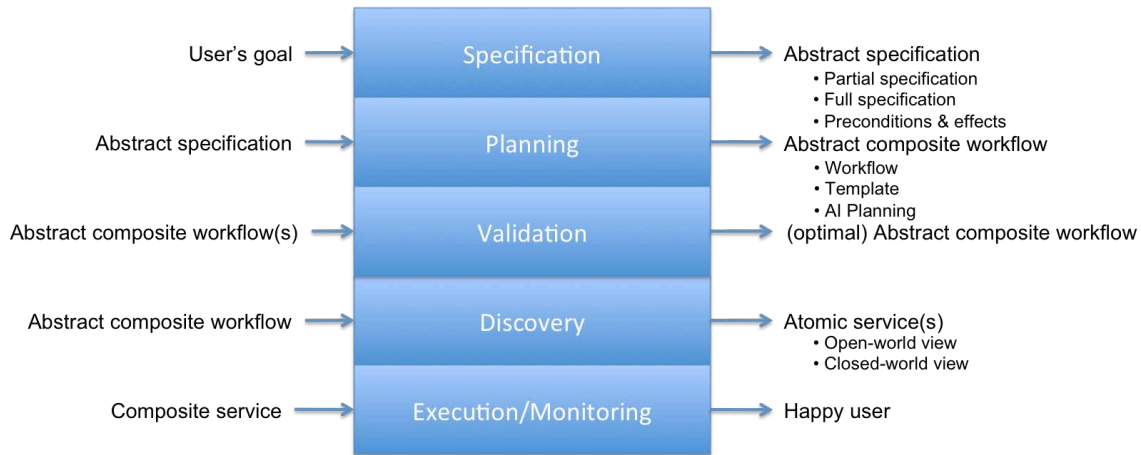 User's goal
Specification
Abstract specification
• Partial specification
• Full specification
• Preconditions & effects
Abstract specification
Planning
Abstract composite workflow
• Workflow
• Template
• AI Planning
Abstract composite workflow(s)
Validation
(optimal) Abstract composite workflow
Abstract composite workflow
Discovery
Atomic service(s)
• Open-world view
• Closed-world view
Composite service
Execution/Monitoring
Happy user